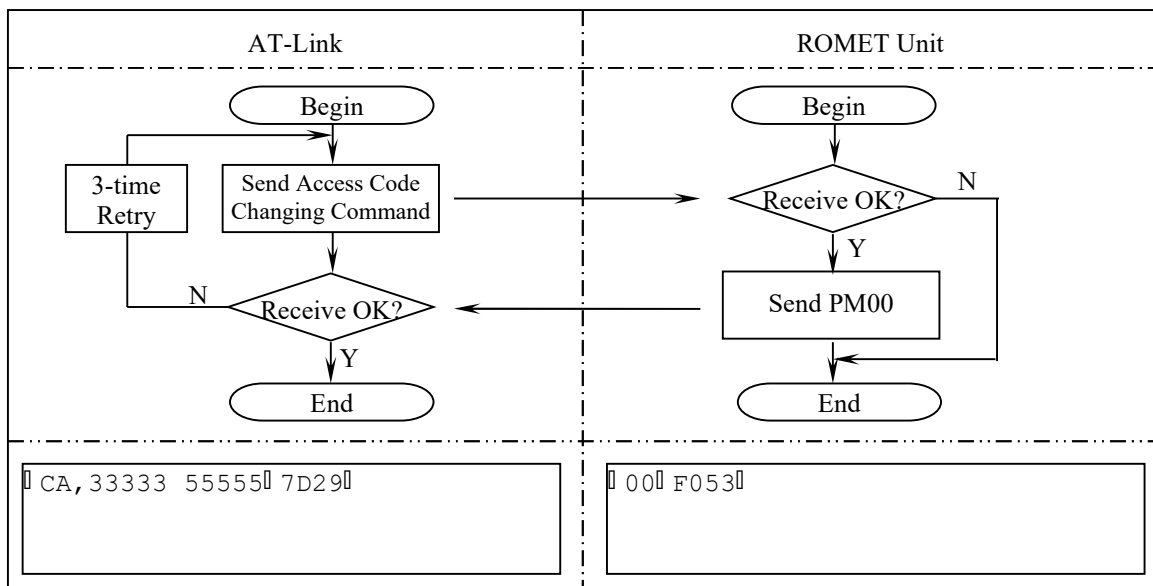 AT-Link
ROMET Unit
Begin
3-time
Retry
Send Access Code
Changing Command
N
Receive OK?
Y
End
Begin
Receive OK?
N
Y
Send PM00
End
▯ CA,33333 55555▯ 7D29▯
▯ 00▯ F053▯